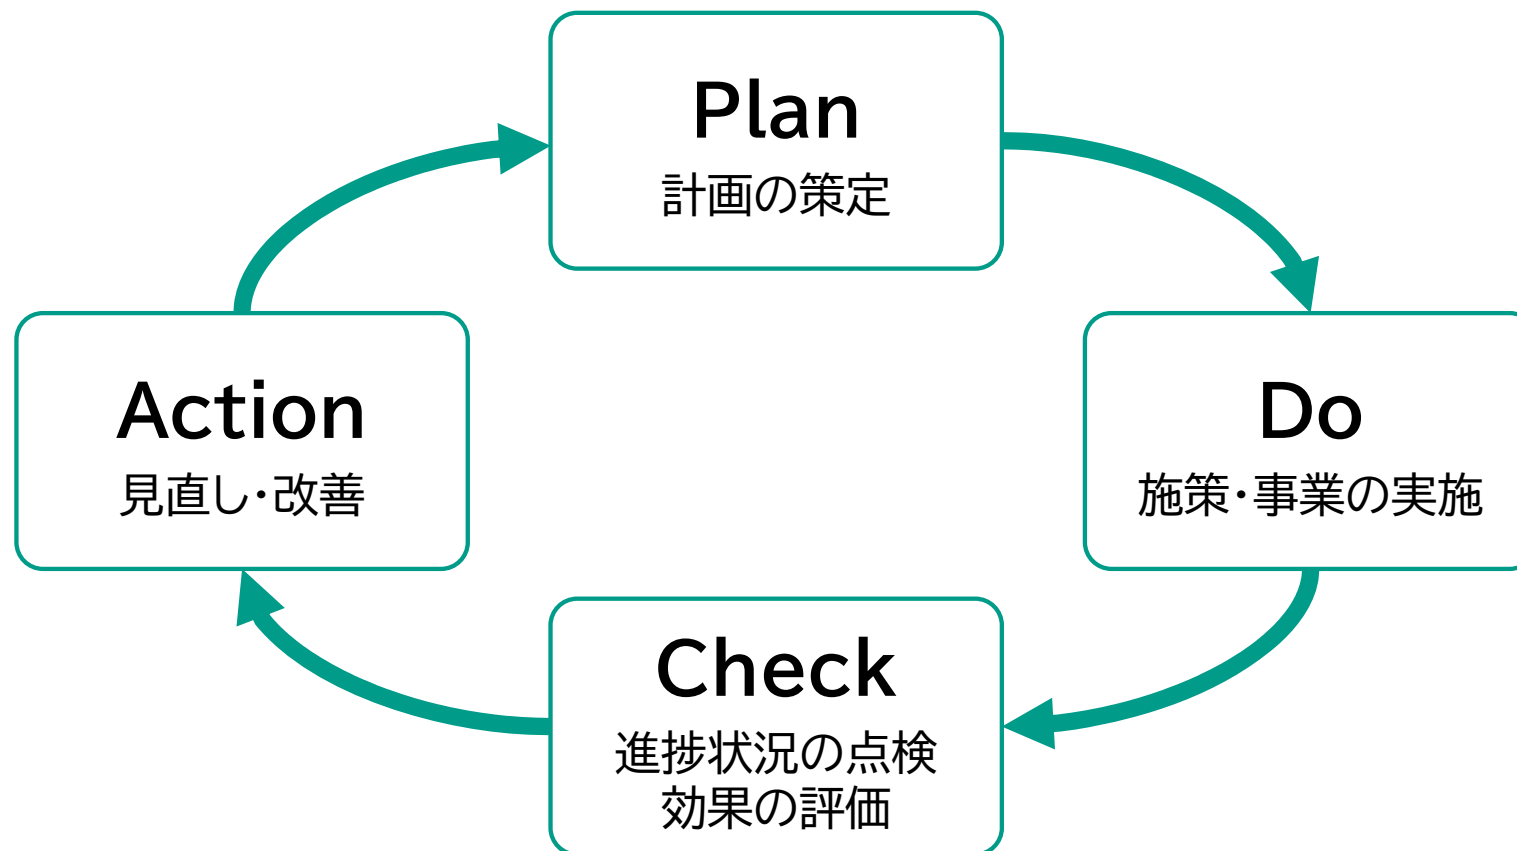 Plan
計画の策定
Action
見直し・改善
Do
施策・事業の実施
Check
進捗状況の点検
効果の評価